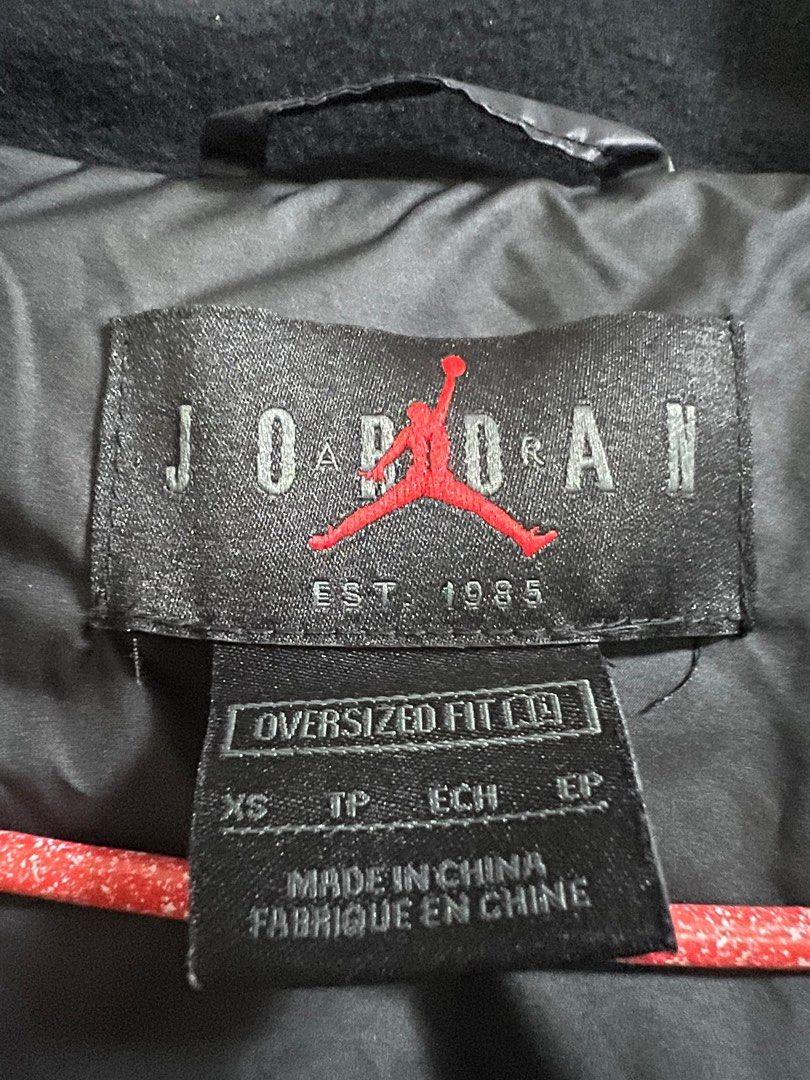 JORDAN
AIR
EST. 1985
OVERSIZED FIT
XS TP ECH EP
MADE IN CHINA
FABRIQUE EN CHINE